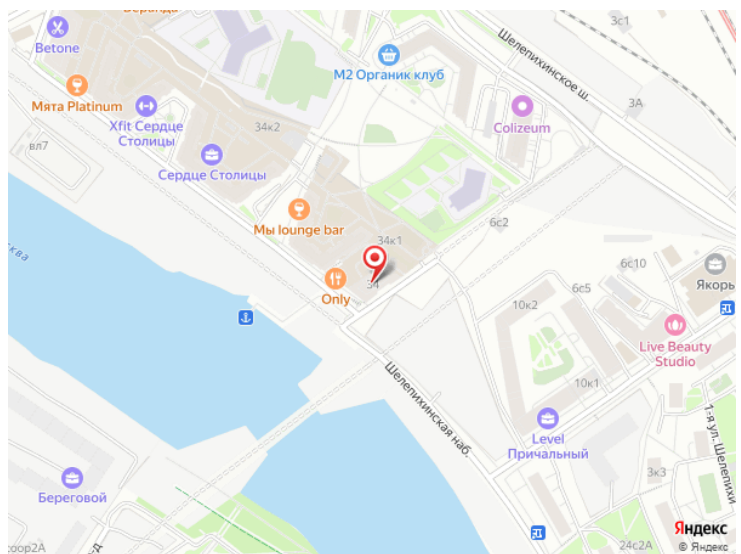 Веранда
3с1
Betone
М2 Органик клуб
Шелепихинское ш.
Мята Platinum
3А
Xfit Сердце
Столицы
34к2
Colizeum
вл7
Сердце Столицы
Мы lounge bar
34к1
6с2
6с10
Якорь
Only
34
6с5
10к2
Live Beauty
Studio
Шелепихинская наб.
10к1
Level
Причальный
1-я ул. Шелепихи
3к3
Береговой
Яндекс
24с2А
© Яндекс